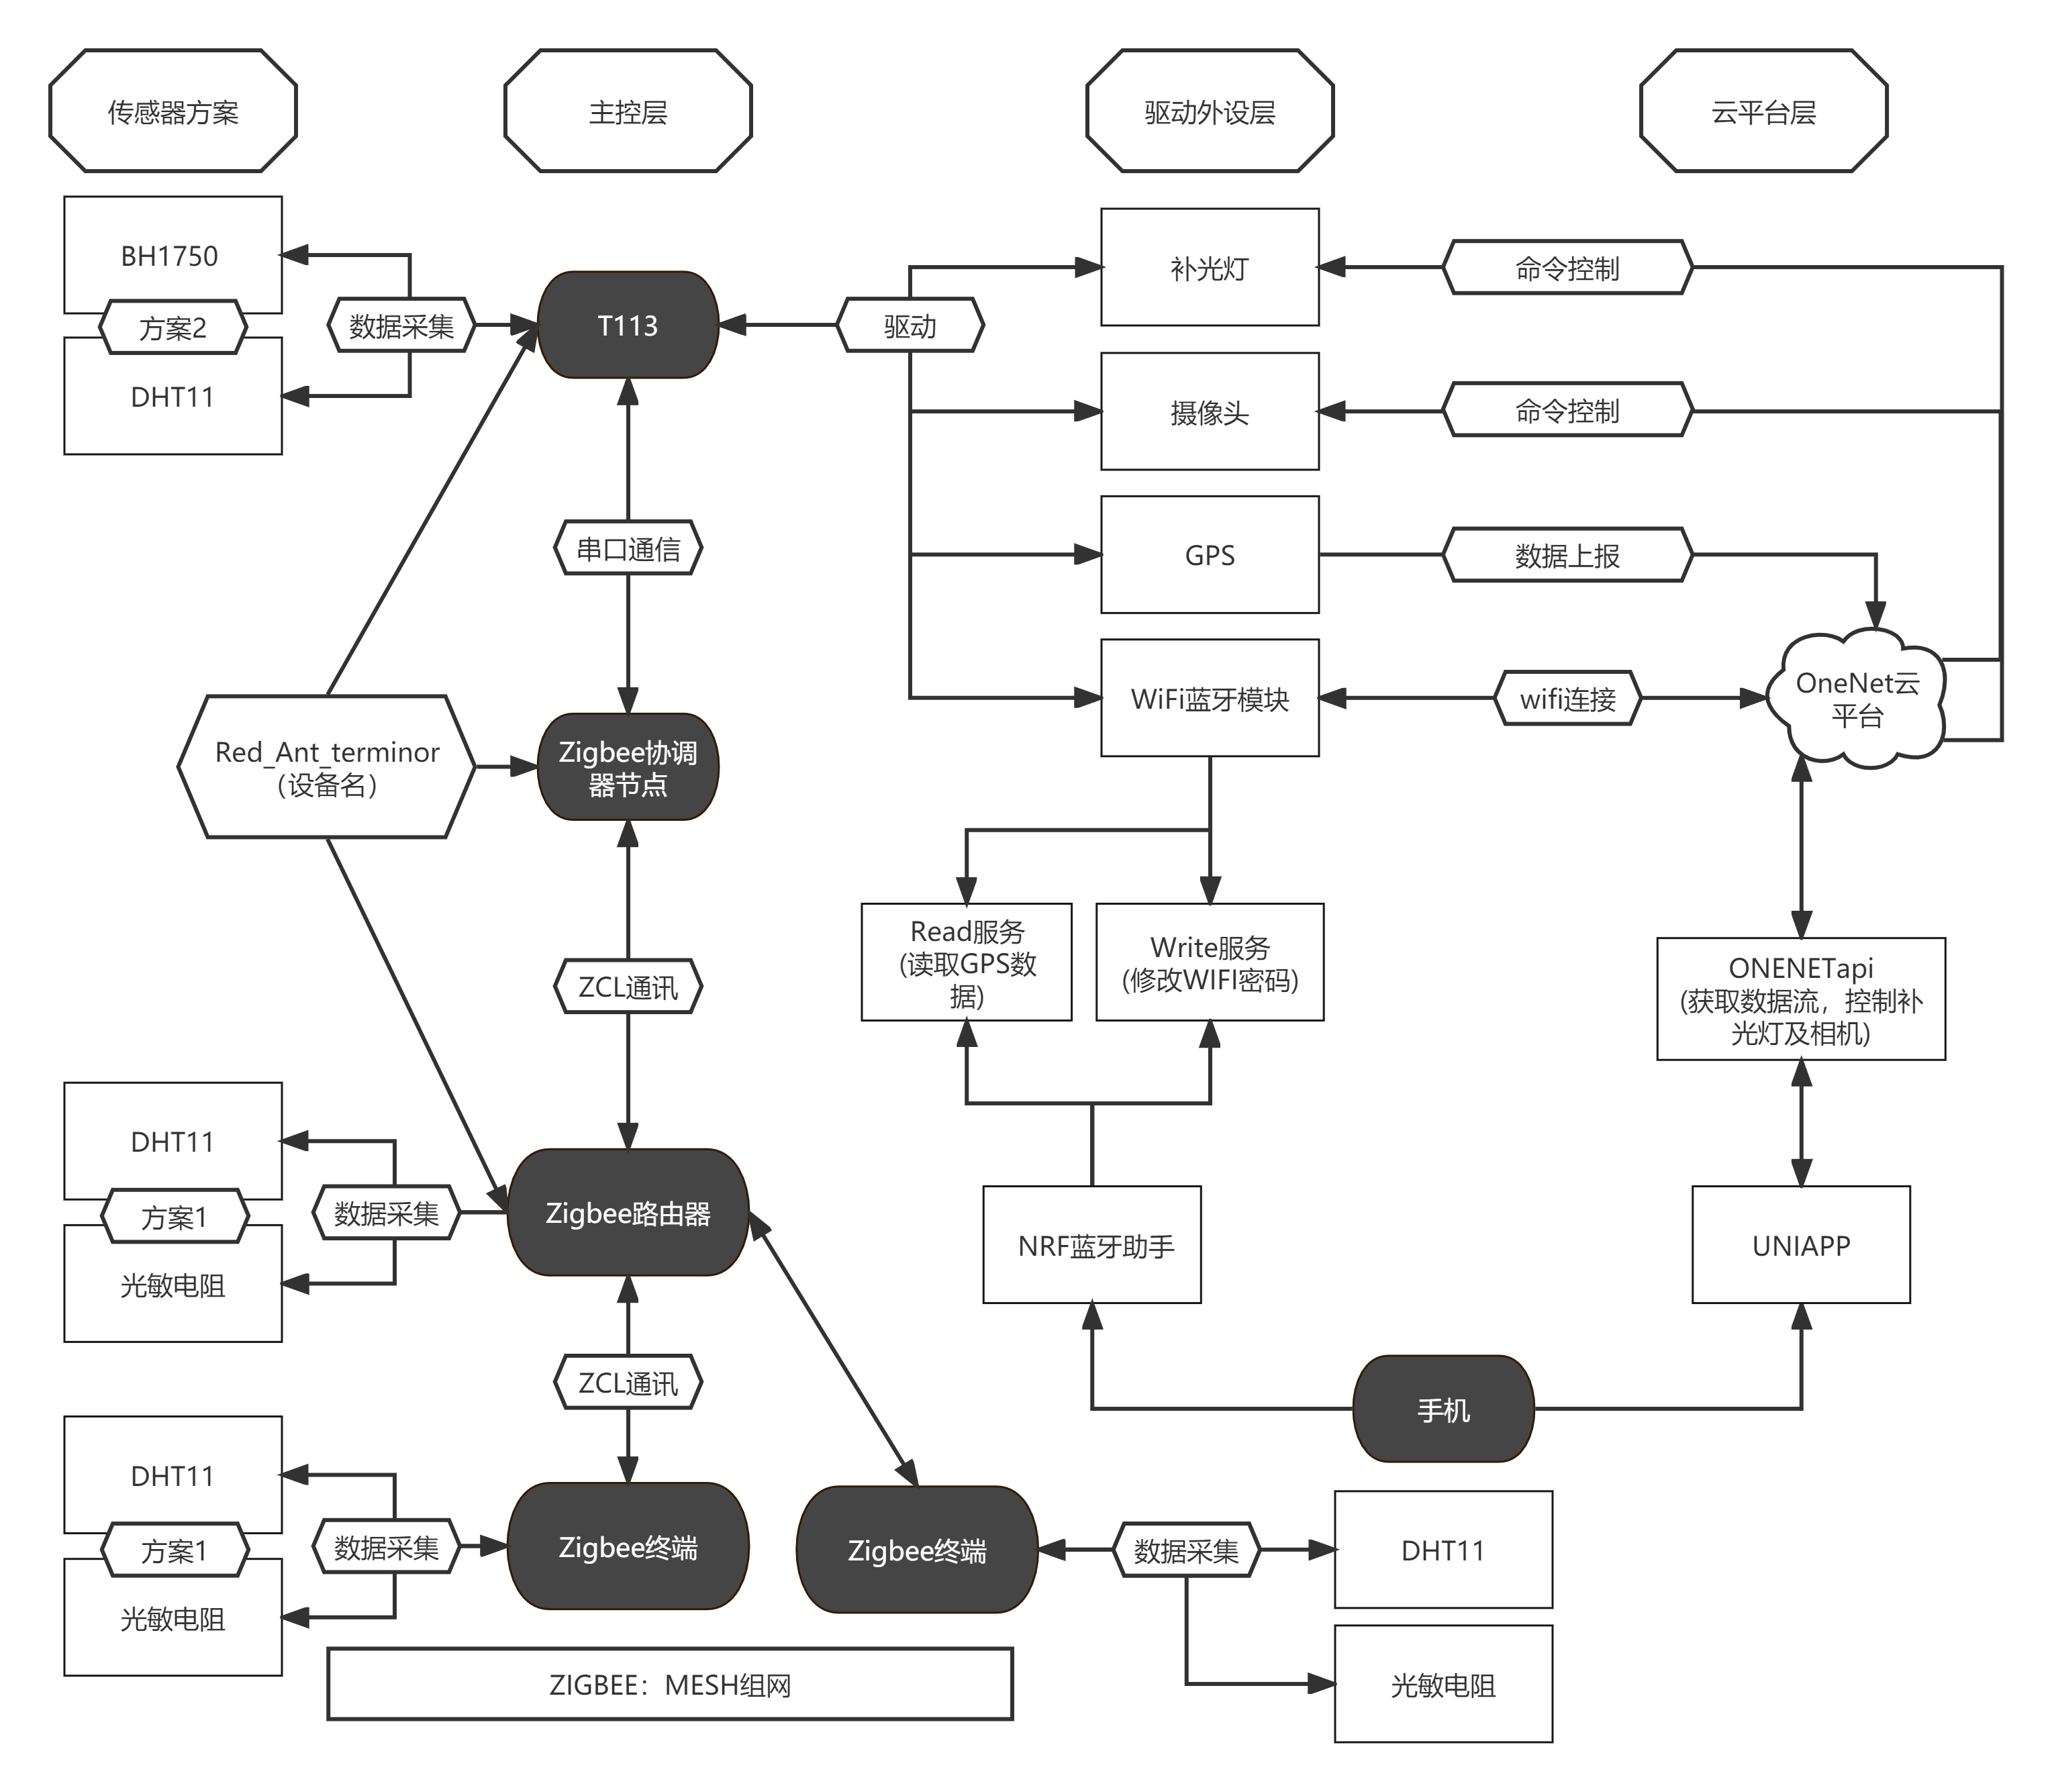 传感器方案
主控层
驱动外设层
云平台层
BH1750
方案2
DHT11
数据采集
T113
驱动
补光灯
命令控制
摄像头
命令控制
GPS
数据上报
串口通信
WiFi蓝牙模块
wifi连接
OneNet云
平台
Red_Ant_terminor
（设备名）
Zigbee协调
器节点
Read服务
(读取GPS数
据)
Write服务
(修改WIFI密码)
ONENETapi
(获取数据流，控制补
光灯及相机)
ZCL通讯
DHT11
方案1
光敏电阻
数据采集
Zigbee路由器
NRF蓝牙助手
UNIAPP
ZCL通讯
手机
DHT11
方案1
光敏电阻
数据采集
Zigbee终端
Zigbee终端
数据采集
DHT11
光敏电阻
ZIGBEE：MESH组网